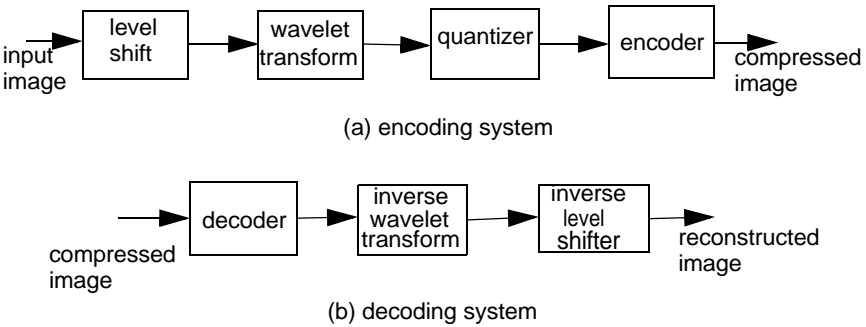 input
image
level
shift
wavelet
transform
quantizer
encoder
compressed
image
(a) encoding system
compressed
image
decoder
inverse
wavelet
transform
inverse
level
shifter
reconstructed
image
(b) decoding system